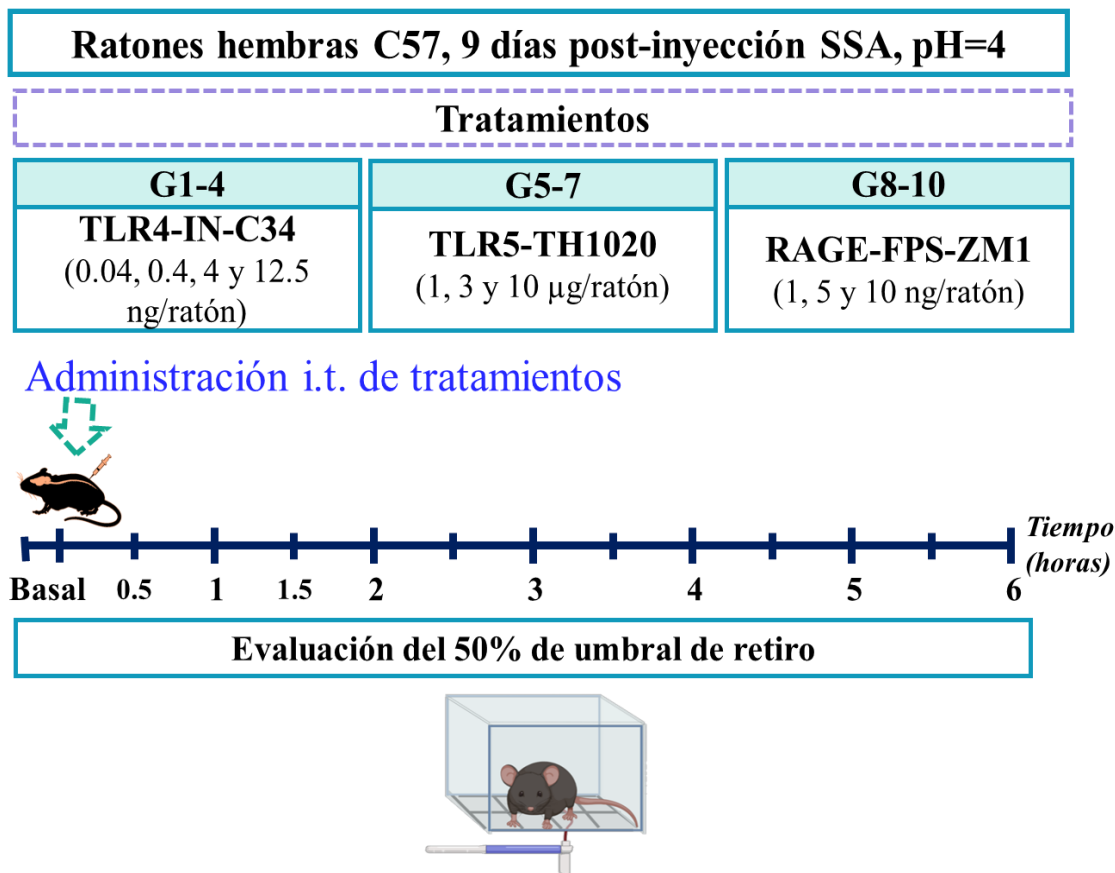 Ratones hembras C57, 9 días post-inyección SSA, pH=4
Tratamientos
G1-4
TLR4-IN-C34
(0.04, 0.4, 4 y 12.5
ng/ratón)
G5-7
TLR5-TH1020
(1, 3 y 10 µg/ratón)
G8-10
RAGE-FPS-ZM1
(1, 5 y 10 ng/ratón)
Administración i.t. de tratamientos
Tiempo
(horas)
Basal 0.5 1 1.5 2 3 4 5 6
Evaluación del 50% de umbral de retiro